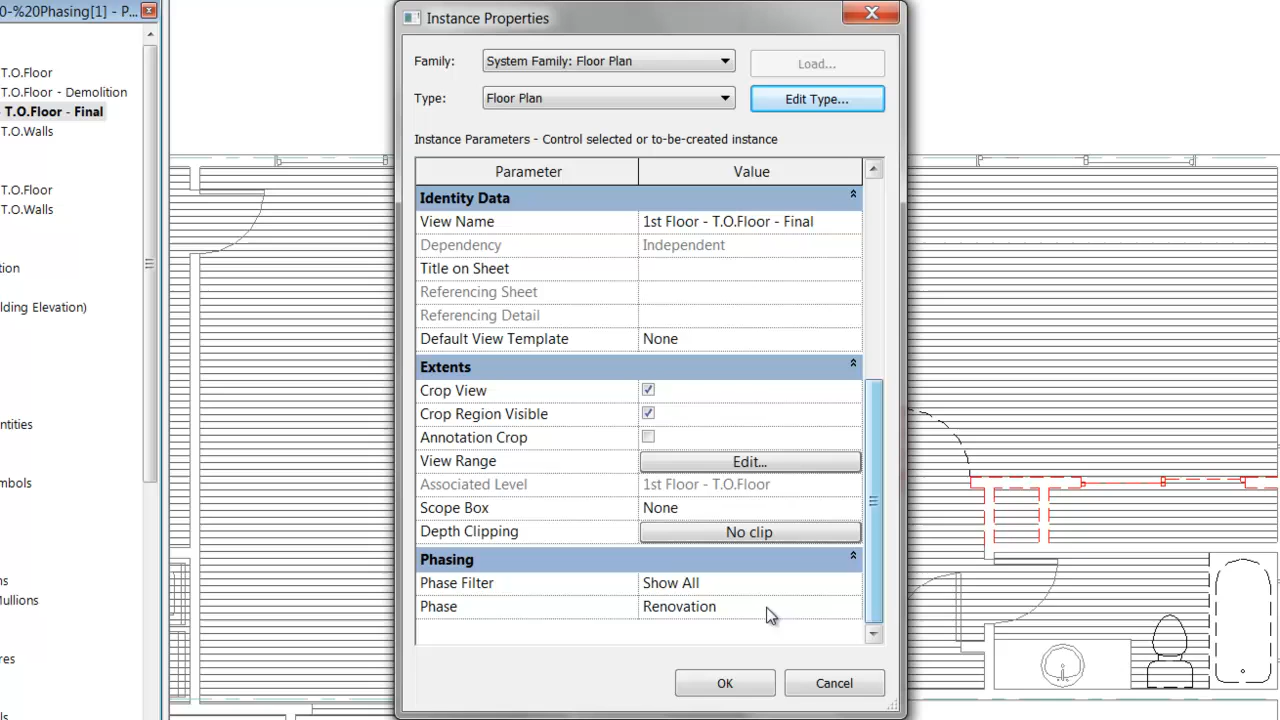 0-%20Phasing[1] - P...
T.O.Floor
T.O.Floor - Demolition
- T.O.Floor - Final
T.O.Walls
T.O.Floor
T.O.Walls
tion
lding Elevation)
ntities
mbols
ns
Mullions
res
ls
Instance Properties
Family: System Family: Floor Plan Load...
Type: Floor Plan Edit Type...
Instance Parameters - Control selected or to-be-created instance
Parameter Value
Identity Data
View Name 1st Floor - T.O.Floor - Final
Dependency Independent
Title on Sheet
Referencing Sheet
Referencing Detail
Default View Template None
Extents
Crop View
Crop Region Visible
Annotation Crop
View Range Edit...
Associated Level 1st Floor - T.O.Floor
Scope Box None
Depth Clipping No clip
Phasing
Phase Filter Show All
Phase Renovation
OK Cancel